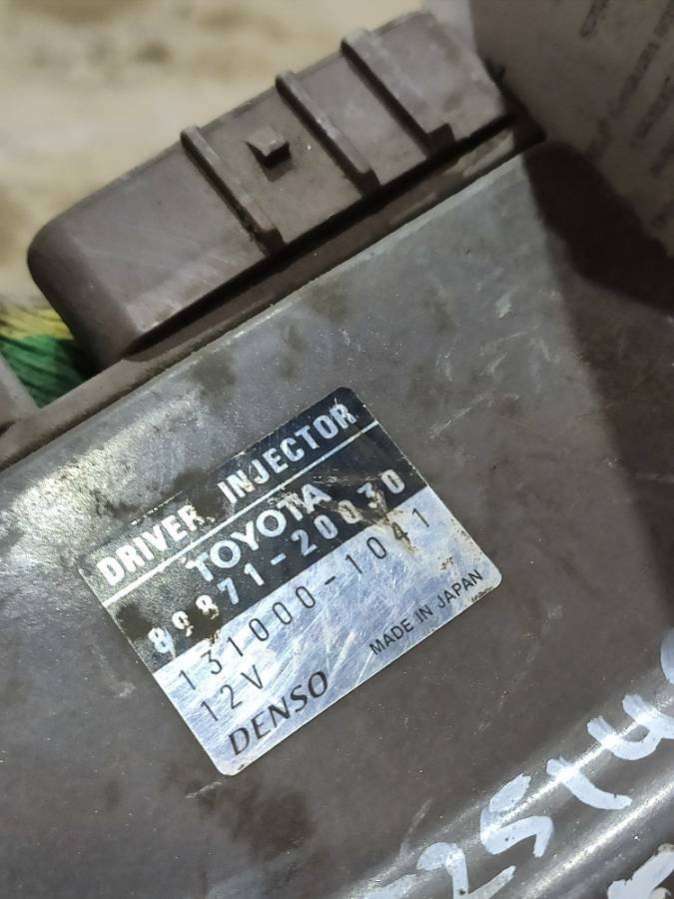 DRIVER, INJECTOR
TOYOTA
89871-20030
131000-1041
12V
MADE IN JAPAN
DENSO